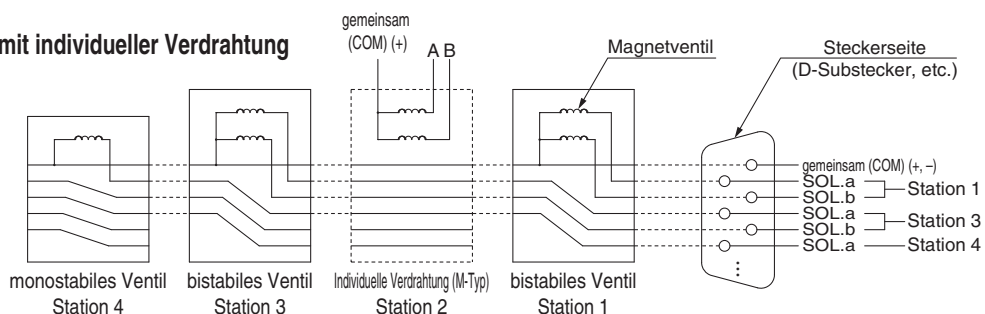 mit individueller Verdrahtung
gemeinsam
(COM) (+)
A B
Magnetventil
Steckerseite
(D-Substecker, etc.)
gemeinsam (COM) (+, –)
SOL.a
SOL.b
Station 1
SOL.a
SOL.b
Station 3
SOL.a
Station 4
monostabiles Ventil
Station 4
bistabiles Ventil
Station 3
Individuelle Verdrahtung (M-Typ)
Station 2
bistabiles Ventil
Station 1